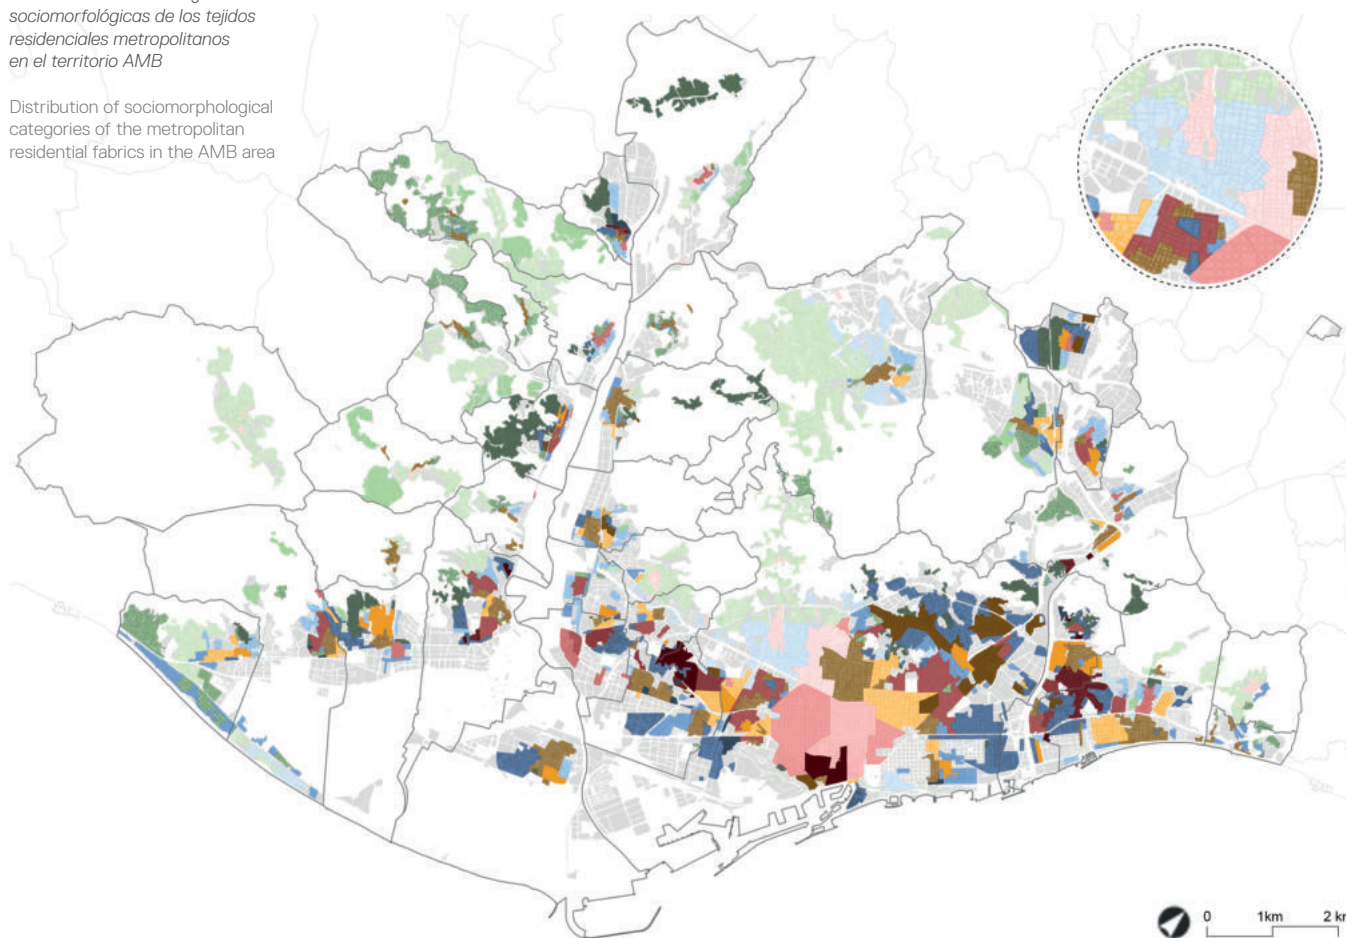 sociomorfológicas de los tejidos
residenciales metropolitanos
en el territorio AMB
Distribution of sociomorphological
categories of the metropolitan
residential fabrics in the AMB area
0 1km 2 k